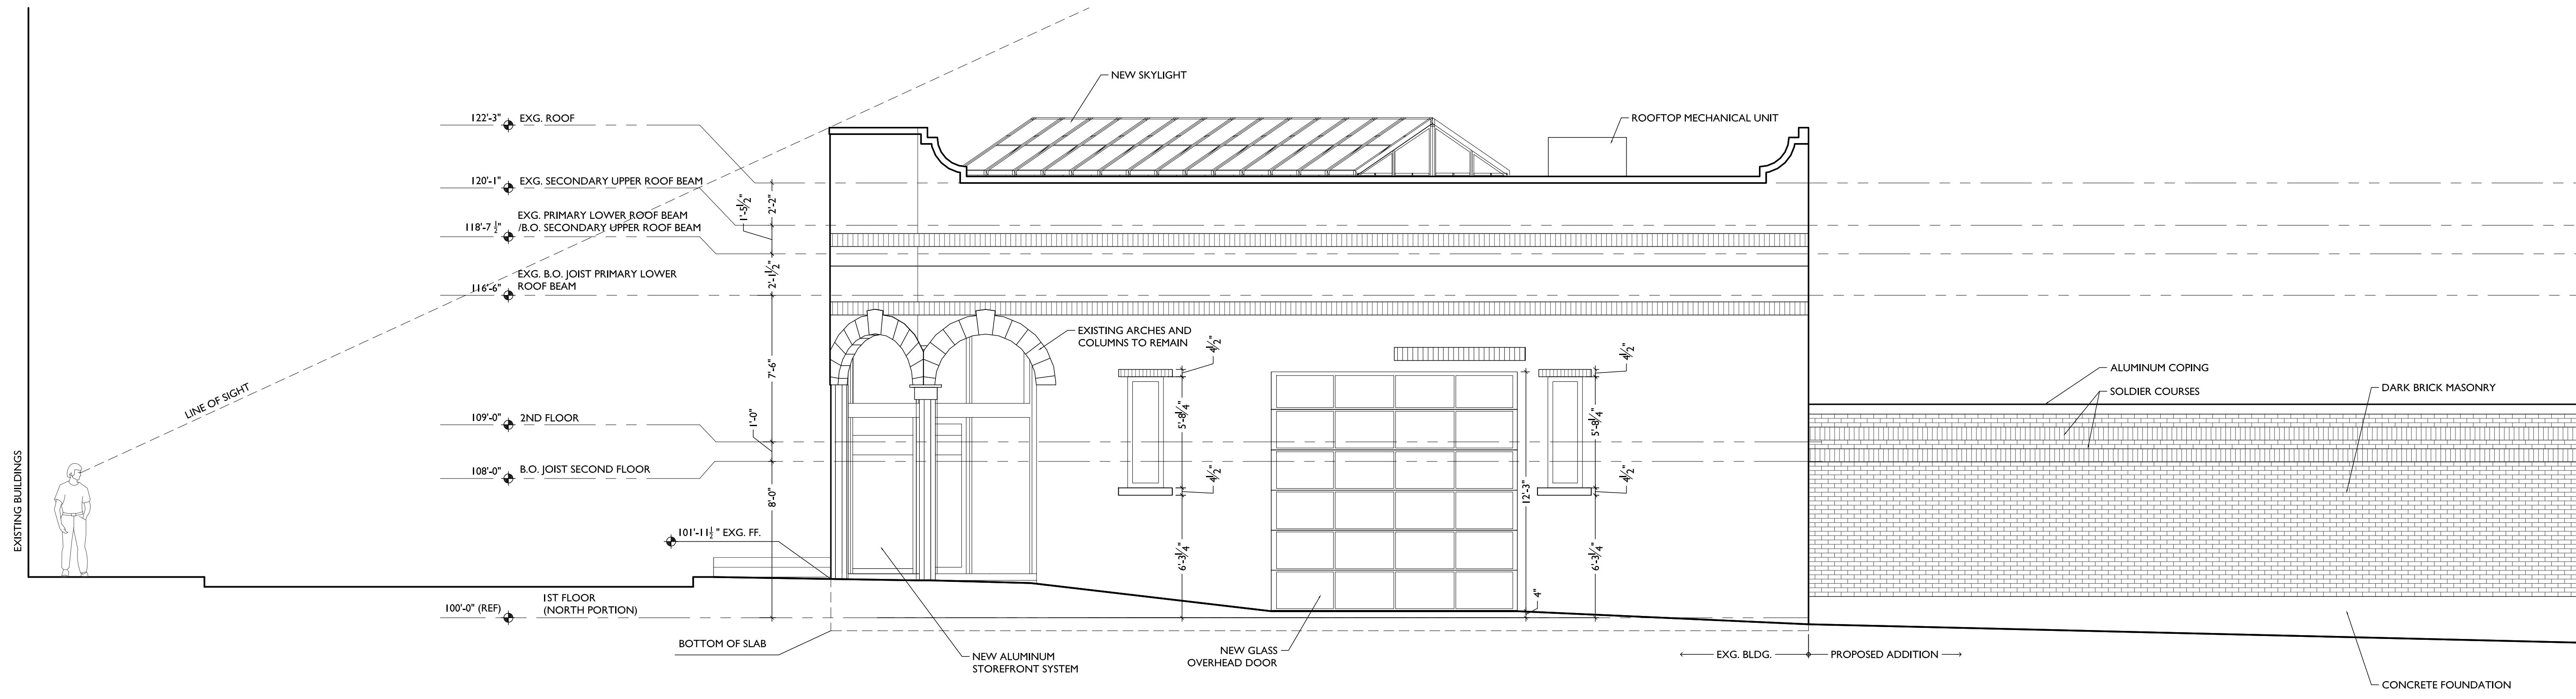 NEW SKYLIGHT
ROOFTOP MECHANICAL UNIT
122'-3" EXG. ROOF
120'-1" EXG. SECONDARY UPPER ROOF BEAM
118'-7 1/2" EXG. PRIMARY LOWER ROOF BEAM
/B.O. SECONDARY UPPER ROOF BEAM
EXG. B.O. JOIST PRIMARY LOWER
116'-6" ROOF BEAM
1'-5 1/2"
2'-2"
2'-1 1/2"
7'-6"
1'-0"
8'-0"
EXISTING ARCHES AND
COLUMNS TO REMAIN
4 1/2"
5'-8 1/4"
4 1/2"
6'-3 3/4"
12'-3"
4"
4 1/2"
5'-8 1/4"
4 1/2"
6'-3 3/4"
LINE OF SIGHT
EXISTING BUILDINGS
109'-0" 2ND FLOOR
108'-0" B.O. JOIST SECOND FLOOR
101'-11 1/2" EXG. FF.
100'-0" (REF) 1ST FLOOR
(NORTH PORTION)
BOTTOM OF SLAB
NEW ALUMINUM
STOREFRONT SYSTEM
NEW GLASS
OVERHEAD DOOR
EXG. BLDG.
PROPOSED ADDITION
ALUMINUM COPING
SOLDIER COURSES
DARK BRICK MASONRY
CONCRETE FOUNDATION